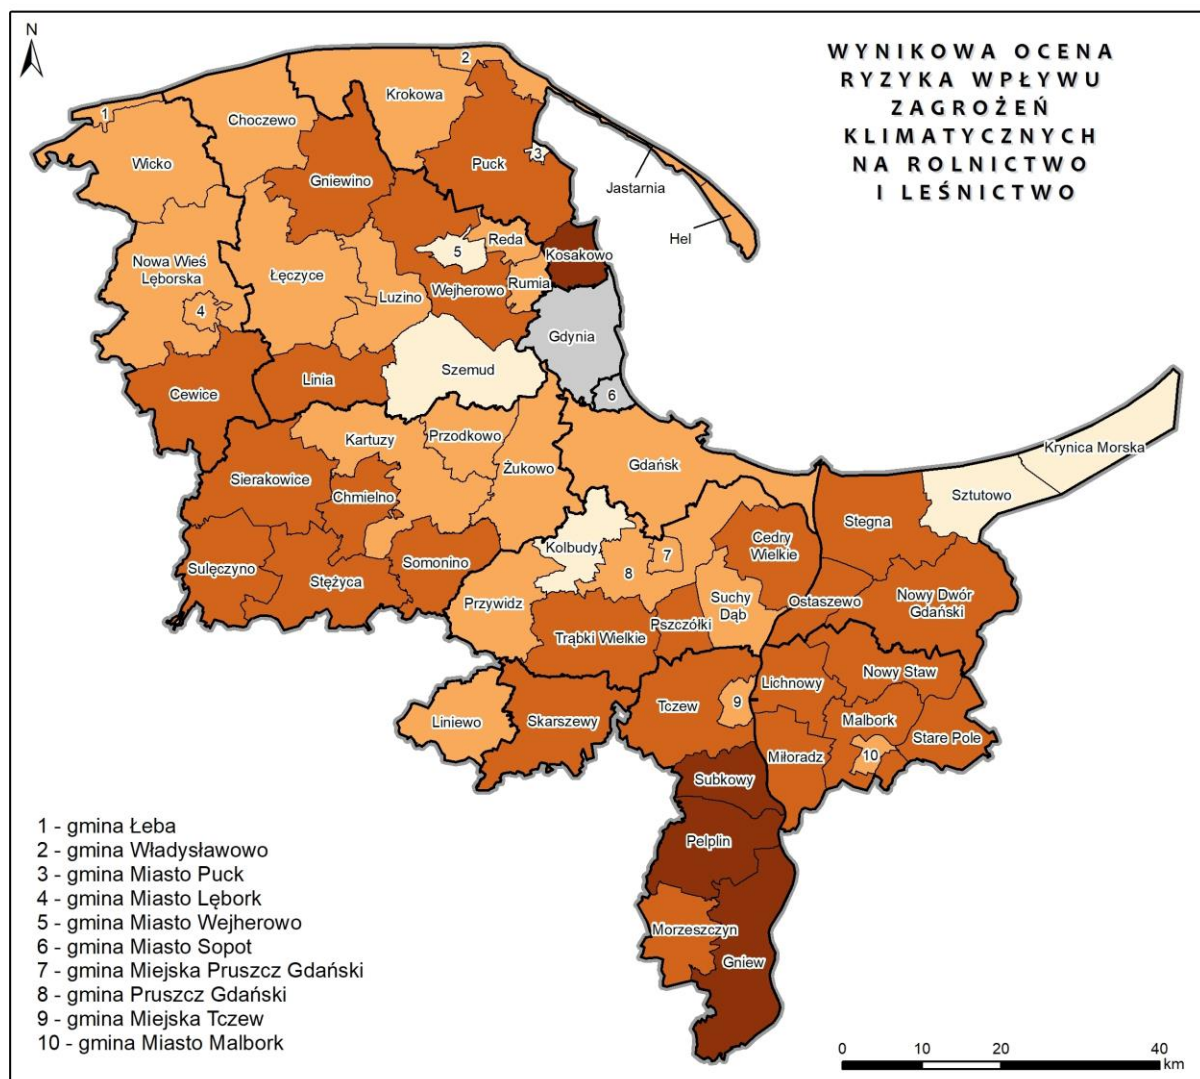 N
WYNIKOWA OCENA
RYZYKA WPŁYWU
ZAGROŻEŃ
KLIMATYCZNYCH
NA ROLNICTWO
I LEŚNICTWO
2
1
Krokowa
Choczewo
Wicko
Puck
3
Gniewino
Jastarnia
Hel
Reda
5
Kosakowo
Nowa Wieś
Lęborska
Łęczyce
Rumia
Wejherowo
Luzino
4
Gdynia
Szemud
Linia
Cewice
6
Kartuzy
Przodkowo
Krynica Morska
Żukowo
Gdańsk
Sierakowice
Chmielno
Sztutowo
Stegna
Cedry
Wielkie
Kolbudy
7
Somonino
Sulęczyno
8
Stężyca
Suchy
Dąb
Nowy Dwór
Gdański
Ostaszewo
Przywidz
Pszczółki
Trąbki Wielkie
Nowy Staw
Lichnowy
9
Tczew
Liniewo
Skarszewy
Malbork
Stare Pole
10
Miłoradz
Subkowy
Pelplin
Morzeszczyn
Gniew
1 - gmina Łeba
2 - gmina Władysławowo
3 - gmina Miasto Puck
4 - gmina Miasto Lębork
5 - gmina Miasto Wejherowo
6 - gmina Miasto Sopot
7 - gmina Miejska Pruszcz Gdański
8 - gmina Pruszcz Gdański
9 - gmina Miejska Tczew
10 - gmina Miasto Malbork
0 10 20 40
km